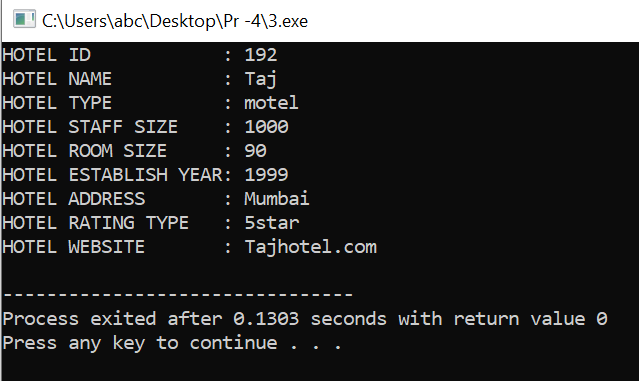 C:\Users\abc\Desktop\Pr -4\3.exe
HOTEL ID            : 192
HOTEL NAME          : Taj
HOTEL TYPE          : motel
HOTEL STAFF SIZE    : 1000
HOTEL ROOM SIZE     : 90
HOTEL ESTABLISH YEAR: 1999
HOTEL ADDRESS       : Mumbai
HOTEL RATING TYPE   : 5star
HOTEL WEBSITE       : Tajhotel.com
--------------------------------
Process exited after 0.1303 seconds with return value 0
Press any key to continue . . .